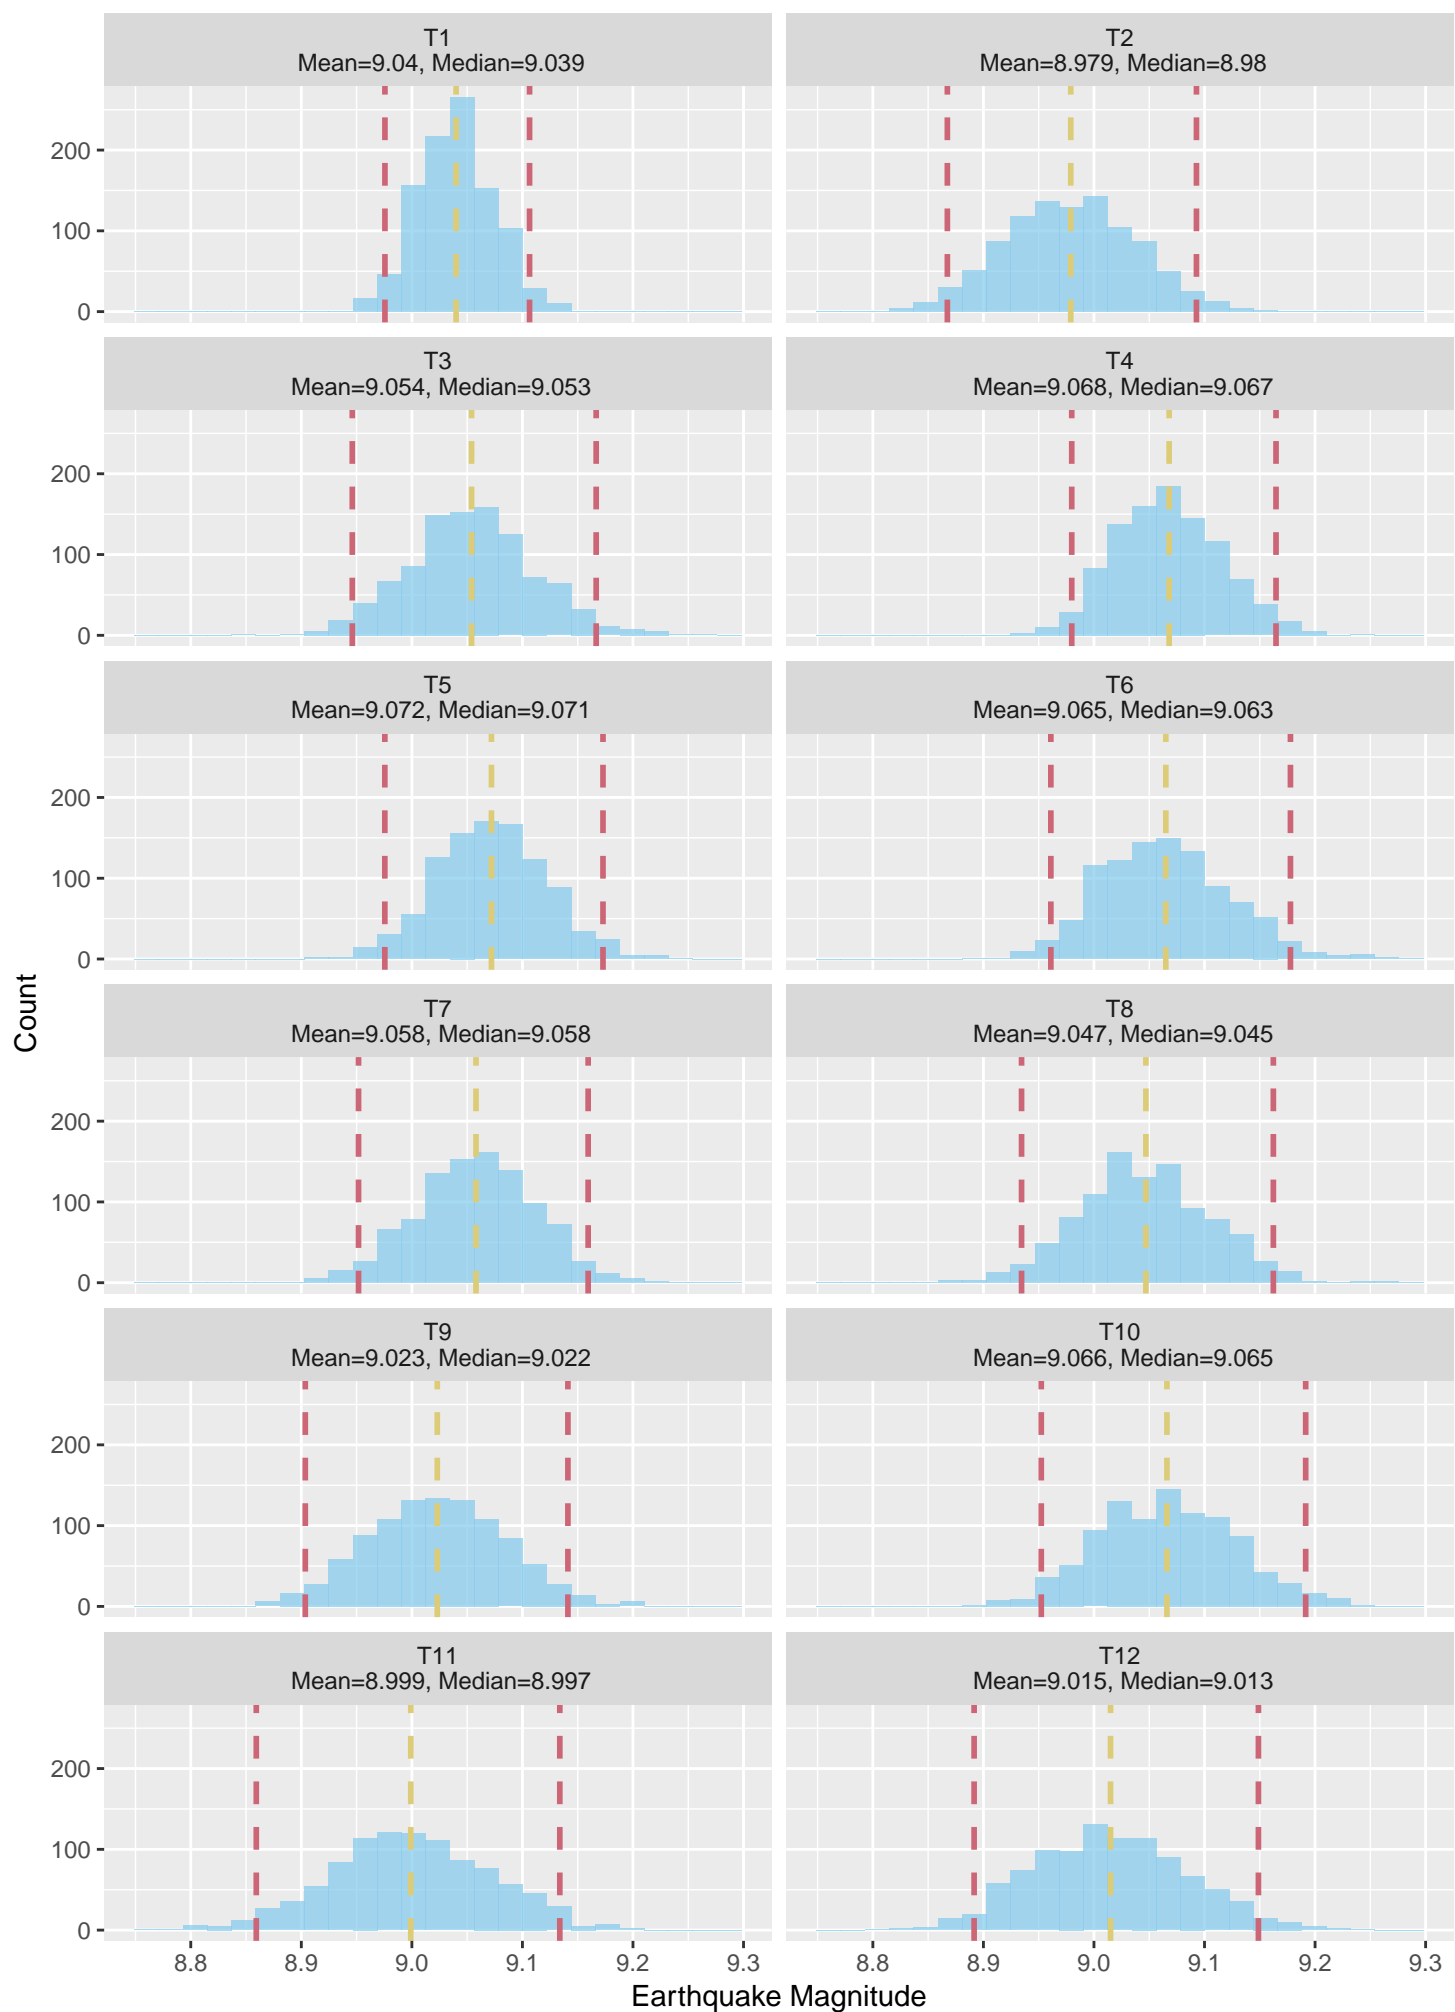 T1
Mean=9.04, Median=9.039
T2
Mean=8.979, Median=8.98
200
100
0
T3
Mean=9.054, Median=9.053
T4
Mean=9.068, Median=9.067
200
100
0
T5
Mean=9.072, Median=9.071
T6
Mean=9.065, Median=9.063
200
100
0
Count
T7
Mean=9.058, Median=9.058
T8
Mean=9.047, Median=9.045
200
100
0
T9
Mean=9.023, Median=9.022
T10
Mean=9.066, Median=9.065
200
100
0
T11
Mean=8.999, Median=8.997
T12
Mean=9.015, Median=9.013
200
100
0
8.8 8.9 9.0 9.1 9.2 9.3
8.8 8.9 9.0 9.1 9.2 9.3
Earthquake Magnitude